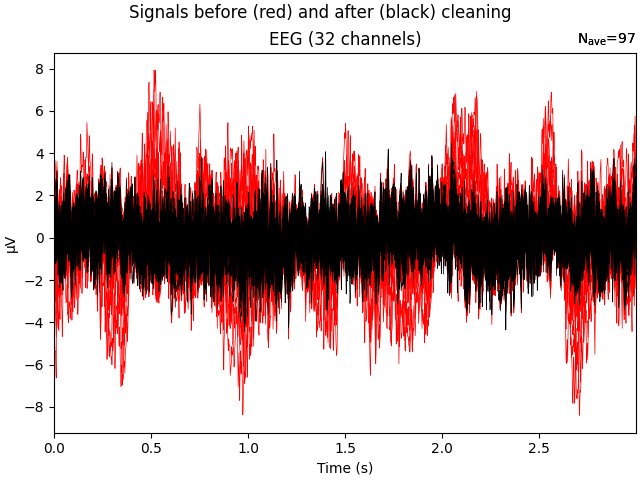 Signals before (red) and after (black) cleaning
EEG (32 channels)
Nave=97
8
6
4
2
0
−2
−4
−6
−8
μV
0.0 0.5 1.0 1.5 2.0 2.5
Time (s)